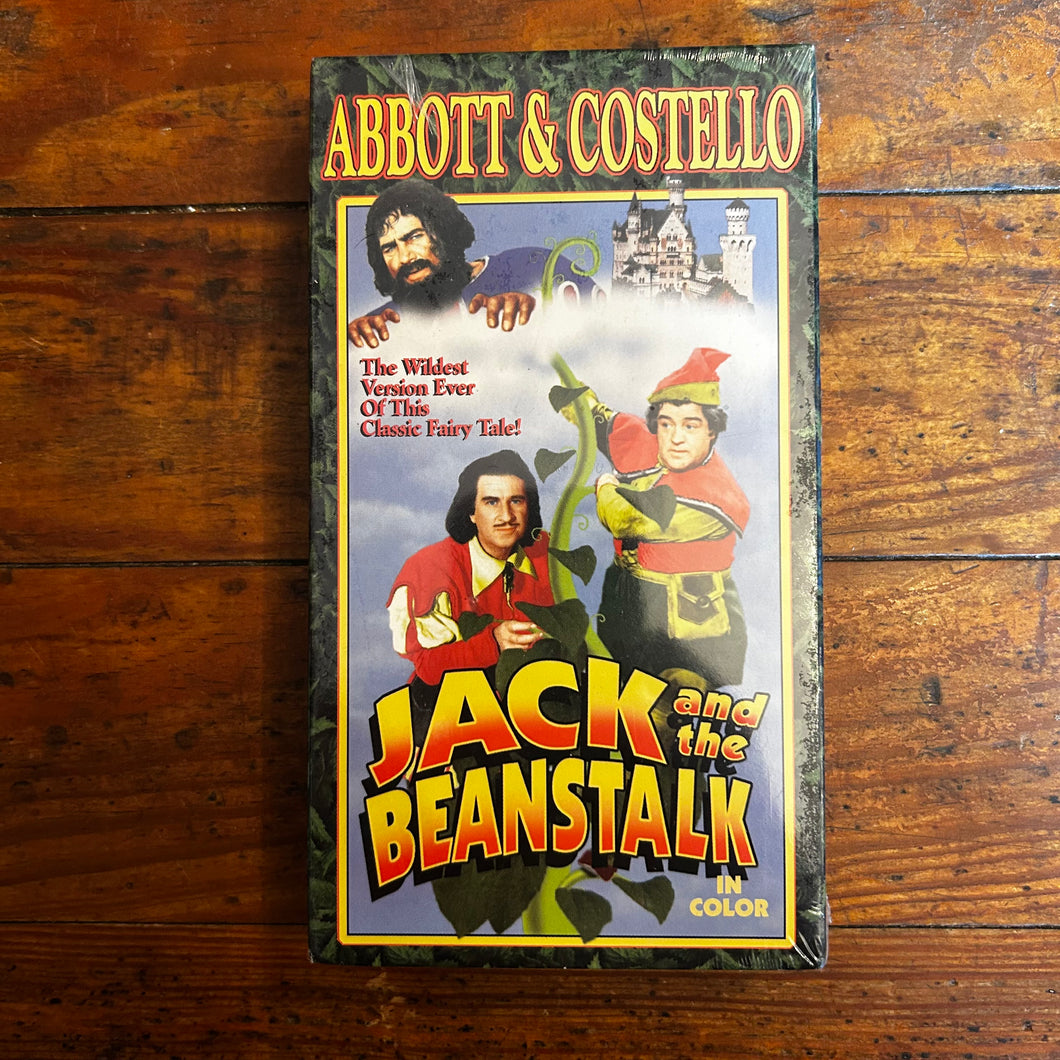 ABBOTT & COSTELLO
The Wildest
Version Ever
Of This
Classic Fairy Tale!
JACK and the
BEANSTALK
IN
COLOR